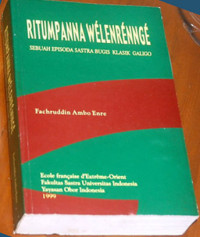 RITUMPANNA WÉLENRÉNNGÉ
SEBUAH EPISODA SASTRA BUGIS KLASIK GALIGO
Fachruddin Ambo Enre
Ecole française d'Extrême-Orient
Fakultas Sastra Universitas Indonesia
Yayasan Obor Indonesia
1999